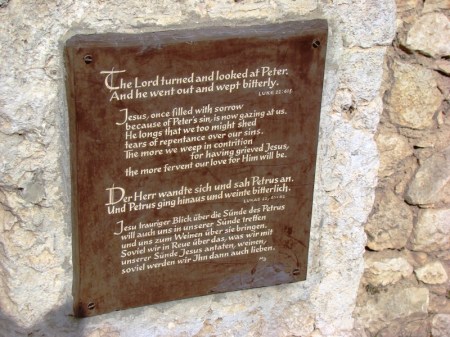 The Lord turned and looked at Peter.
And he went out and wept bitterly.
Jesus, once filled with sorrow
because of Peter's sin, is now gazing at us.
He longs that we too might shed
tears of repentance over our sins.
The more we weep in contrition
for having grieved Jesus,
the more fervent our love for Him will be.
Der Herr wandte sich und sah Petrus an.
Und Petrus ging hinaus und weinte bitterlich.
Jesu trauriger Blick über die Sünde des Petrus
will auch uns in unserer Sünde treffen
und uns zum Weinen über sie bringen.
Soviel wir in Reue über das, was wir mit
unserer Sünde Jesus antaten, weinen,
soviel werden wir Ihn dann auch lieben.